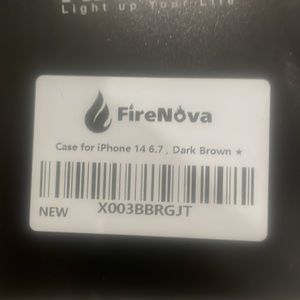 Light up Your Life
FireNova
Case for iPhone 14 6.7 , Dark Brown ★
X003BBRGJT
NEW